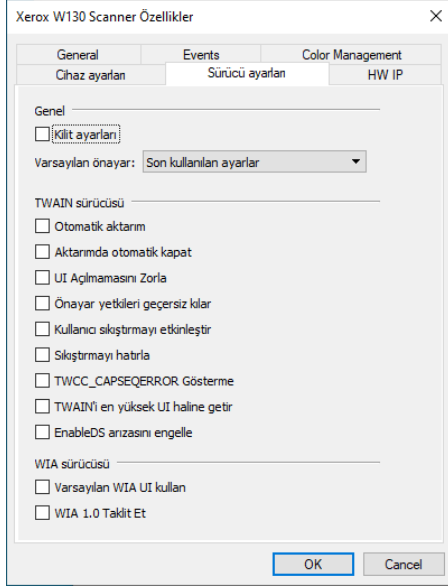 Xerox W130 Scanner Özellikler
General Events Color Management
Cihaz ayarları Sürücü ayarları HW IP
Genel
Kilit ayarları
Varsayılan önayar: Son kullanılan ayarlar
TWAIN sürücüsü
Otomatik aktarım
Aktarımda otomatik kapat
UI Açılmamasını Zorla
Önayar yetkileri geçersiz kılar
Kullanıcı sıkıştırmayı etkinleştir
Sıkıştırmayı hatırla
TWCC_CAPSEQERROR Gösterme
TWAIN'i en yüksek UI haline getir
EnableDS arızasını engelle
WIA sürücüsü
Varsayılan WIA UI kullan
WIA 1.0 Taklit Et
OK Cancel